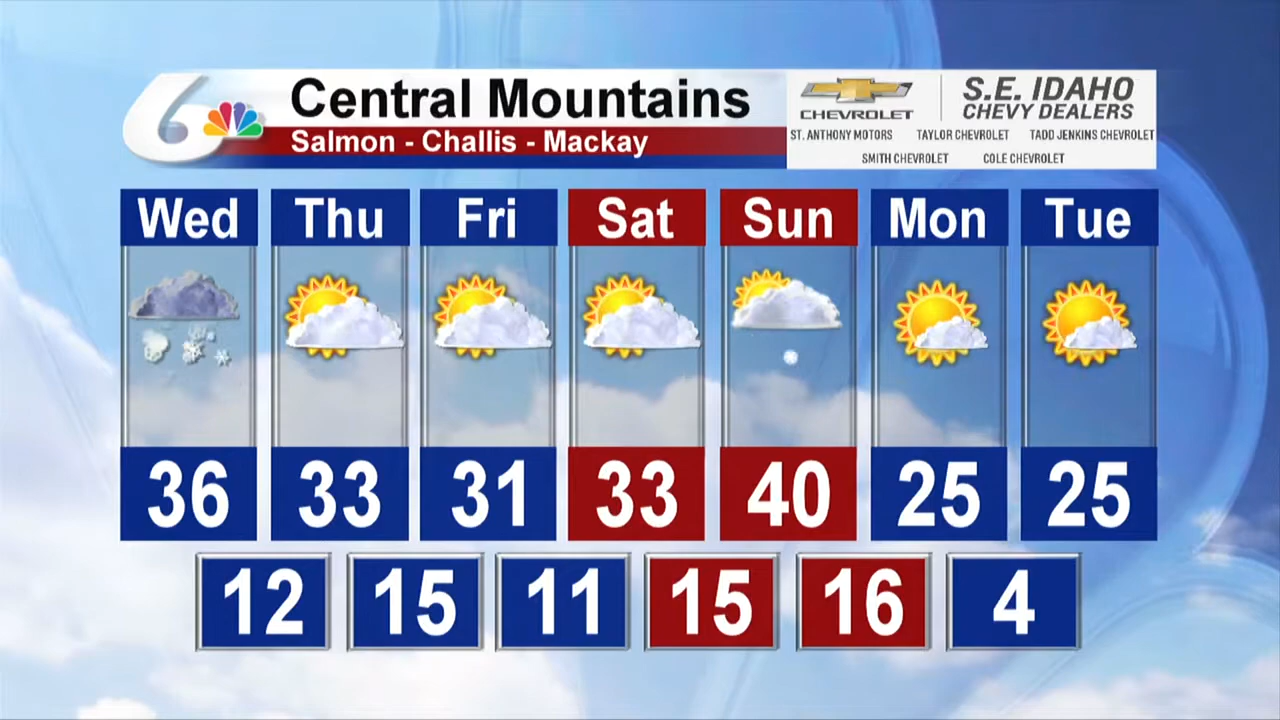 6
Central Mountains
Salmon - Challis - Mackay
CHEVROLET
S.E. IDAHO
CHEVY DEALERS
ST. ANTHONY MOTORS TAYLOR CHEVROLET TADD JENKINS CHEVROLET
SMITH CHEVROLET COLE CHEVROLET
Wed Thu Fri Sat Sun Mon Tue
36 33 31 33 40 25 25
12 15 11 15 16 4